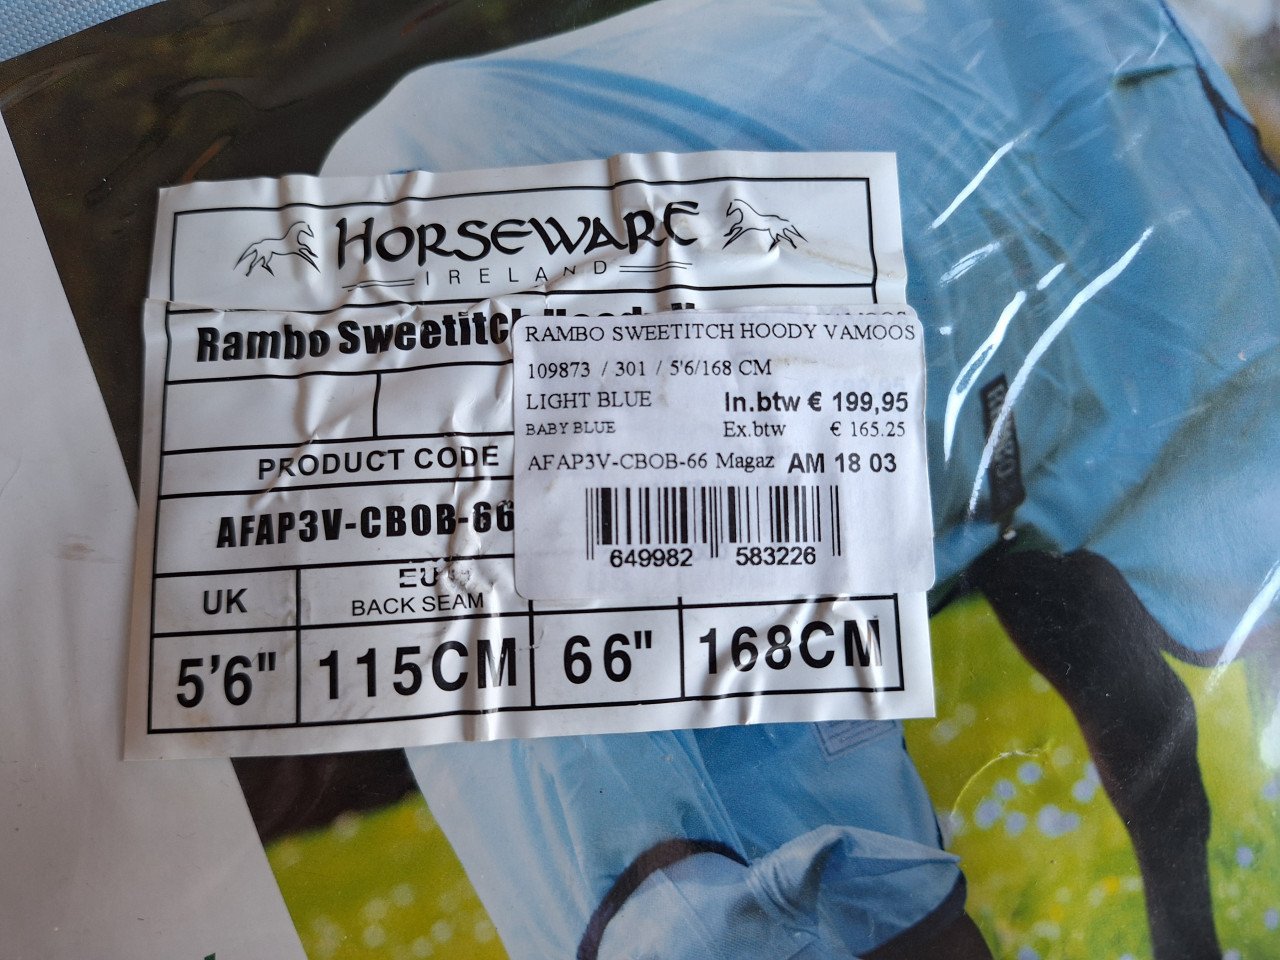 HORSEWARE
IRELAND
Rambo Sweetitch
RAMBO SWEETITCH HOODY VAMOOS
109873 / 301 / 5'6/168 CM
LIGHT BLUE In.btw € 199,95
BABY BLUE Ex.btw € 165.25
AFAP3V-CBOB-66 Magaz AM 18 03
649982 583226
PRODUCT CODE
AFAP3V-CBOB-66
UK EU
BACK SEAM
5'6" 115CM 66" 168CM